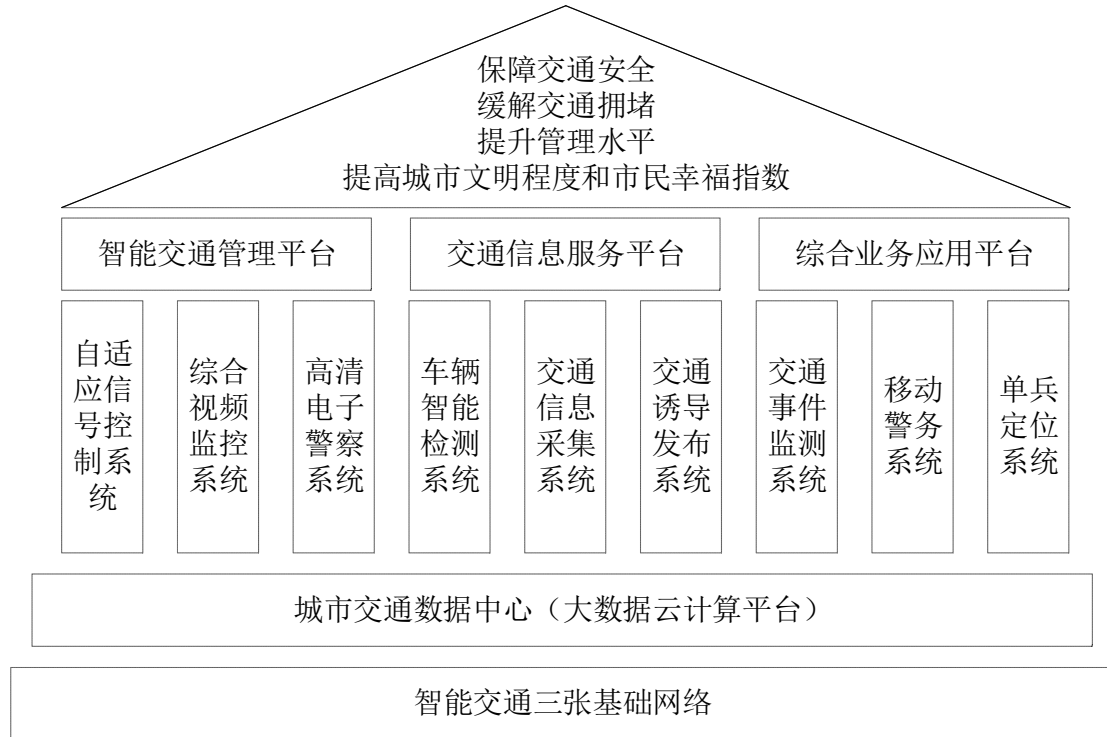 保障交通安全
缓解交通拥堵
提升管理水平
提高城市文明程度和市民幸福指数
智能交通管理平台
交通信息服务平台
综合业务应用平台
自适
应信
号控
制系
统
综合
视频
监控
系统
高清
电子
警察
系统
车辆
智能
检测
系统
交通
信息
采集
系统
交通
诱导
发布
系统
交通
事件
监测
系统
移动
警务
系统
单兵
定位
系统
城市交通数据中心（大数据云计算平台）
智能交通三张基础网络